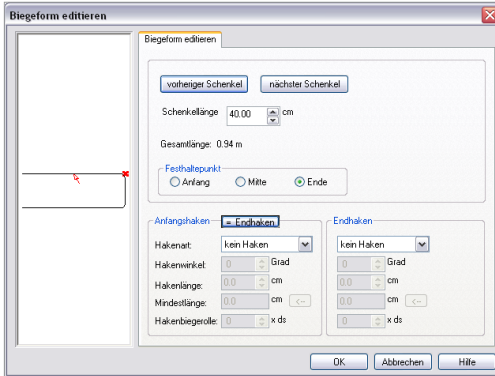 Biegeform editieren
Biegeform editieren
vorheriger Schenkel nächster Schenkel
Schenkellänge 40.00 cm
Gesamtlänge: 0.94 m
Festhaltepunkt
Anfang Mitte Ende
Anfangshaken = Endhaken Endhaken
Hakenart: kein Haken kein Haken
Hakenwinkel: 0 Grad 0 Grad
Hakenlänge: 0.0 cm 0.0 cm
Mindestlänge: 0.0 cm <-- 0.0 cm <--
Hakenbiegerolle: 0 x ds 0 x ds
OK Abbrechen Hilfe